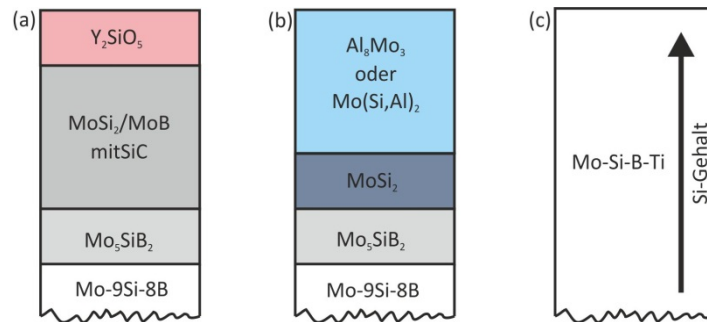 (a)
Y₂SiO₅
MoSi₂/MoB
mitSiC
Mo₅SiB₂
Mo-9Si-8B
(b)
Al₈Mo₃
oder
Mo(Si,Al)₂
MoSi₂
Mo₅SiB₂
Mo-9Si-8B
(c)
Mo-Si-B-Ti
Si-Gehalt